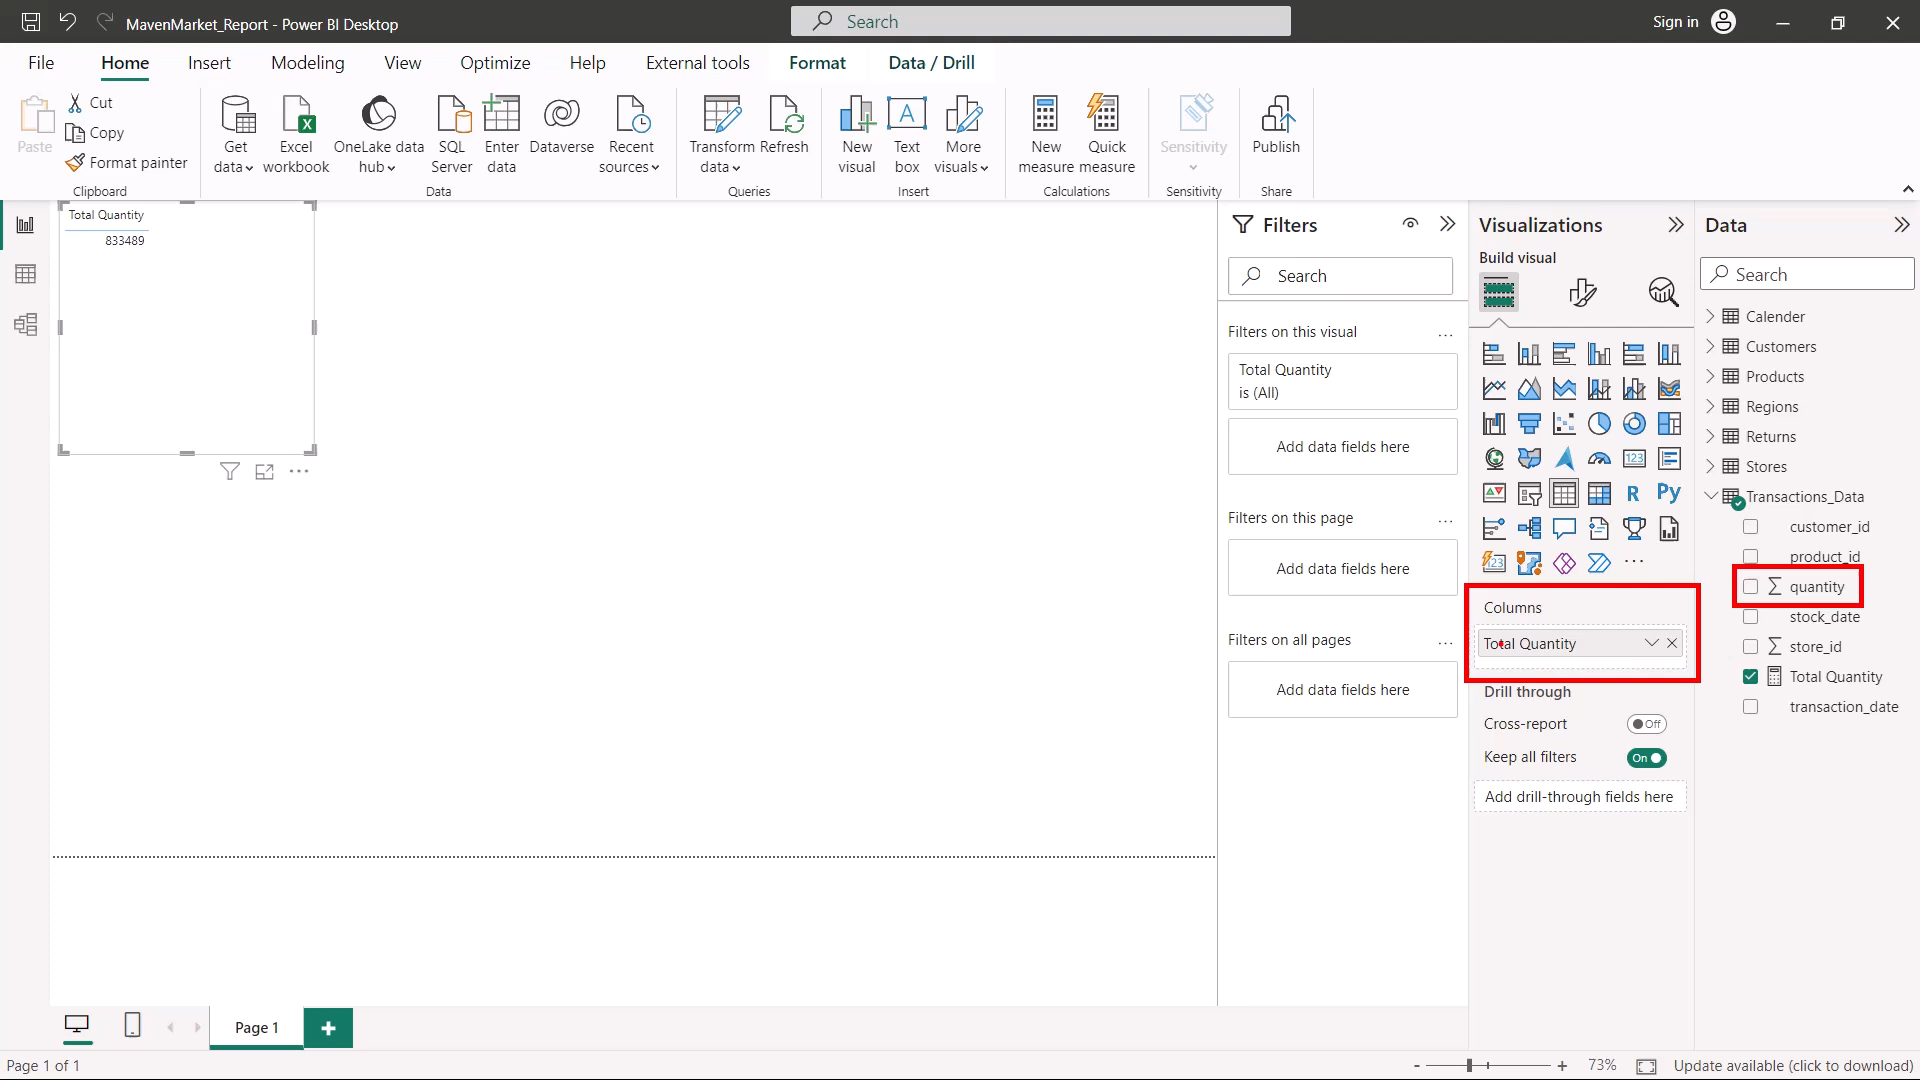 MavenMarket_Report - Power BI Desktop
Search
Sign in
File
Home
Insert
Modeling
View
Optimize
Help
External tools
Format
Data / Drill
Paste
Cut
Copy
Format painter
Clipboard
Get
data
Excel
workbook
OneLake data
hub
SQL
Server
Enter
data
Dataverse
Recent
sources
Data
Transform
data
Refresh
Queries
New
visual
Text
box
More
visuals
Insert
New
measure
Quick
measure
Calculations
Sensitivity
Sensitivity
Publish
Share
Total Quantity
833489
Filters
Search
Filters on this visual
...
Total Quantity
is (All)
Add data fields here
Filters on this page
...
Add data fields here
Filters on all pages
...
Add data fields here
Visualizations
Build visual
123
R
Py
123
...
Columns
Total Quantity
Drill through
Cross-report
Off
Keep all filters
On
Add drill-through fields here
Data
Search
Calender
Customers
Products
Regions
Returns
Stores
Transactions_Data
customer_id
product_id
∑ quantity
stock_date
∑ store_id
Total Quantity
transaction_date
Page 1
+
Page 1 of 1
- + 73%
Update available (click to download)